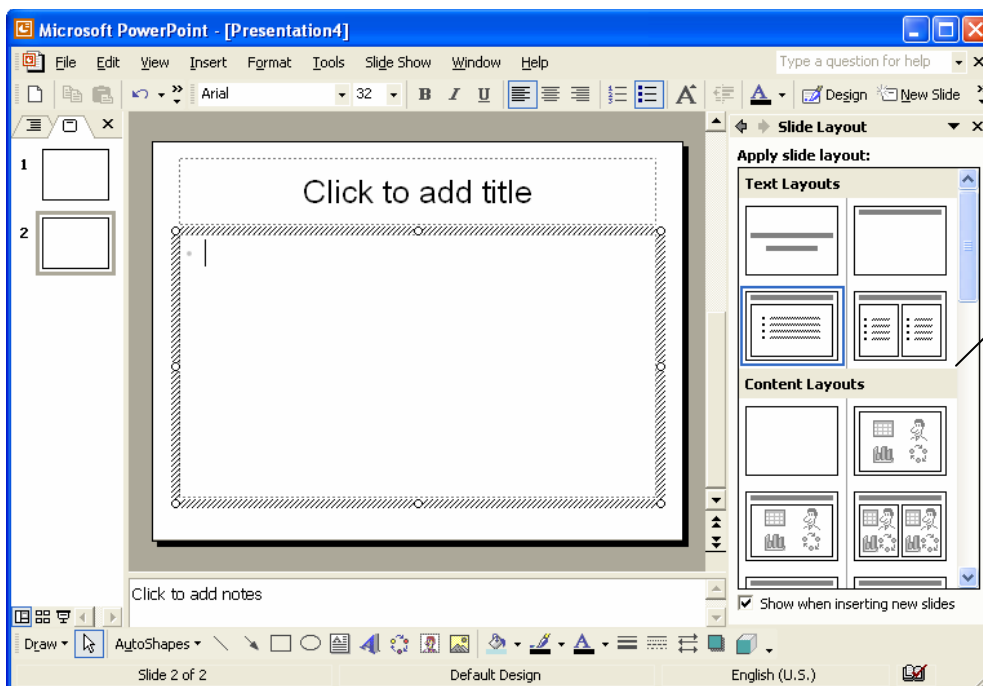 Microsoft PowerPoint - [Presentation4]
File Edit View Insert Format Tools Slide Show Window Help Type a question for help
Arial 32 B I U A A Design New Slide
Slide Layout
1
2
Click to add title
Apply slide layout:
Text Layouts
Content Layouts
Click to add notes
Show when inserting new slides
Draw AutoShapes A
Slide 2 of 2 Default Design English (U.S.)